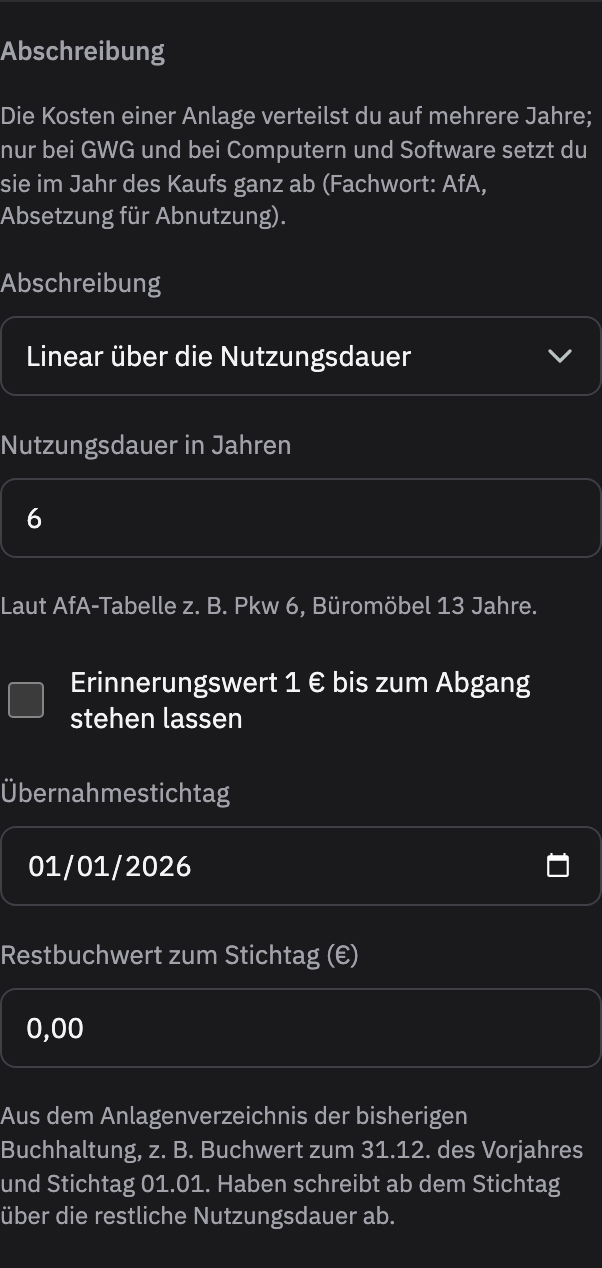 Abschreibung
Die Kosten einer Anlage verteilst du auf mehrere Jahre;
nur bei GWG und bei Computern und Software setzt du
sie im Jahr des Kaufs ganz ab (Fachwort: AfA,
Absetzung für Abnutzung).
Abschreibung
Linear über die Nutzungsdauer
Nutzungsdauer in Jahren
6
Laut AfA-Tabelle z. B. Pkw 6, Büromöbel 13 Jahre.
Erinnerungswert 1 € bis zum Abgang
stehen lassen
Übernahmestichtag
01/01/2026
Restbuchwert zum Stichtag (€)
0,00
Aus dem Anlagenverzeichnis der bisherigen
Buchhaltung, z. B. Buchwert zum 31.12. des Vorjahres
und Stichtag 01.01. Haben schreibt ab dem Stichtag
über die restliche Nutzungsdauer ab.